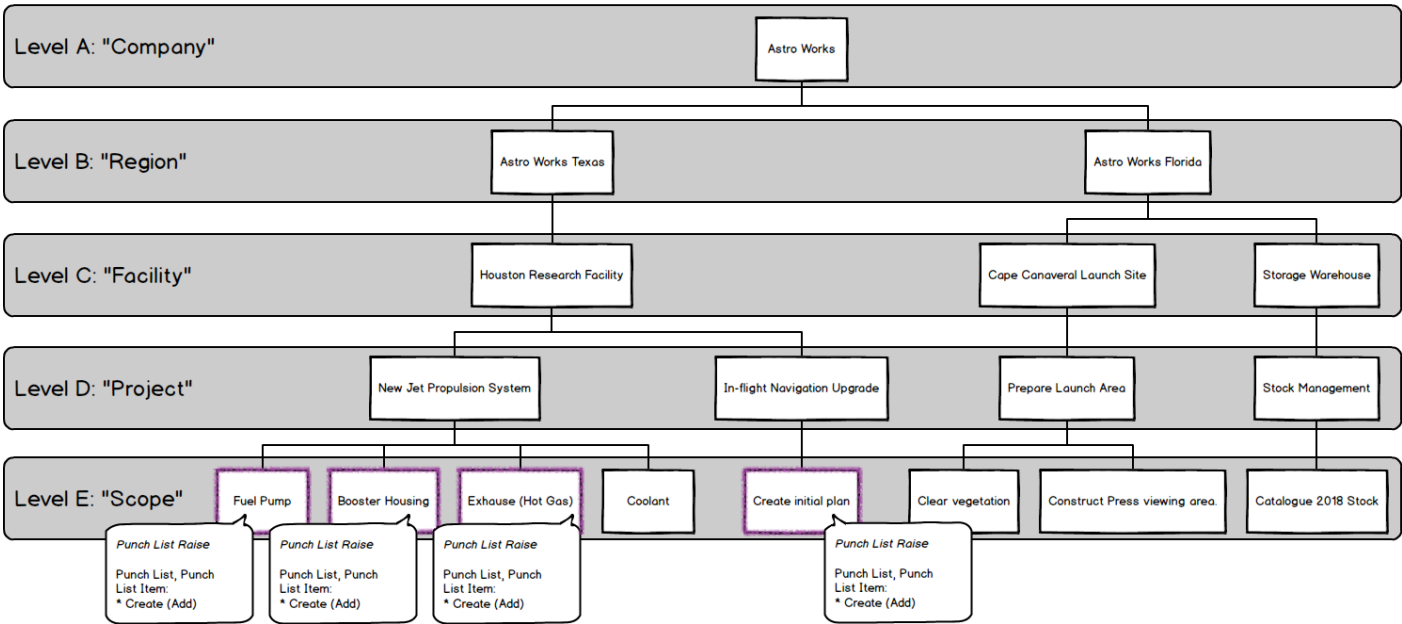 Level A: "Company"
Astro Works
Level B: "Region"
Astro Works Texas
Astro Works Florida
Level C: "Facility"
Houston Research Facility
Cape Canaveral Launch Site
Storage Warehouse
Level D: "Project"
New Jet Propulsion System
In-flight Navigation Upgrade
Prepare Launch Area
Stock Management
Level E: "Scope"
Fuel Pump
Booster Housing
Exhause (Hot Gas)
Coolant
Create initial plan
Clear vegetation
Construct Press viewing area.
Catalogue 2018 Stock
Punch List Raise
Punch List, Punch
List Item:
* Create (Add)
Punch List Raise
Punch List, Punch
List Item:
* Create (Add)
Punch List Raise
Punch List, Punch
List Item:
* Create (Add)
Punch List Raise
Punch List, Punch
List Item:
* Create (Add)